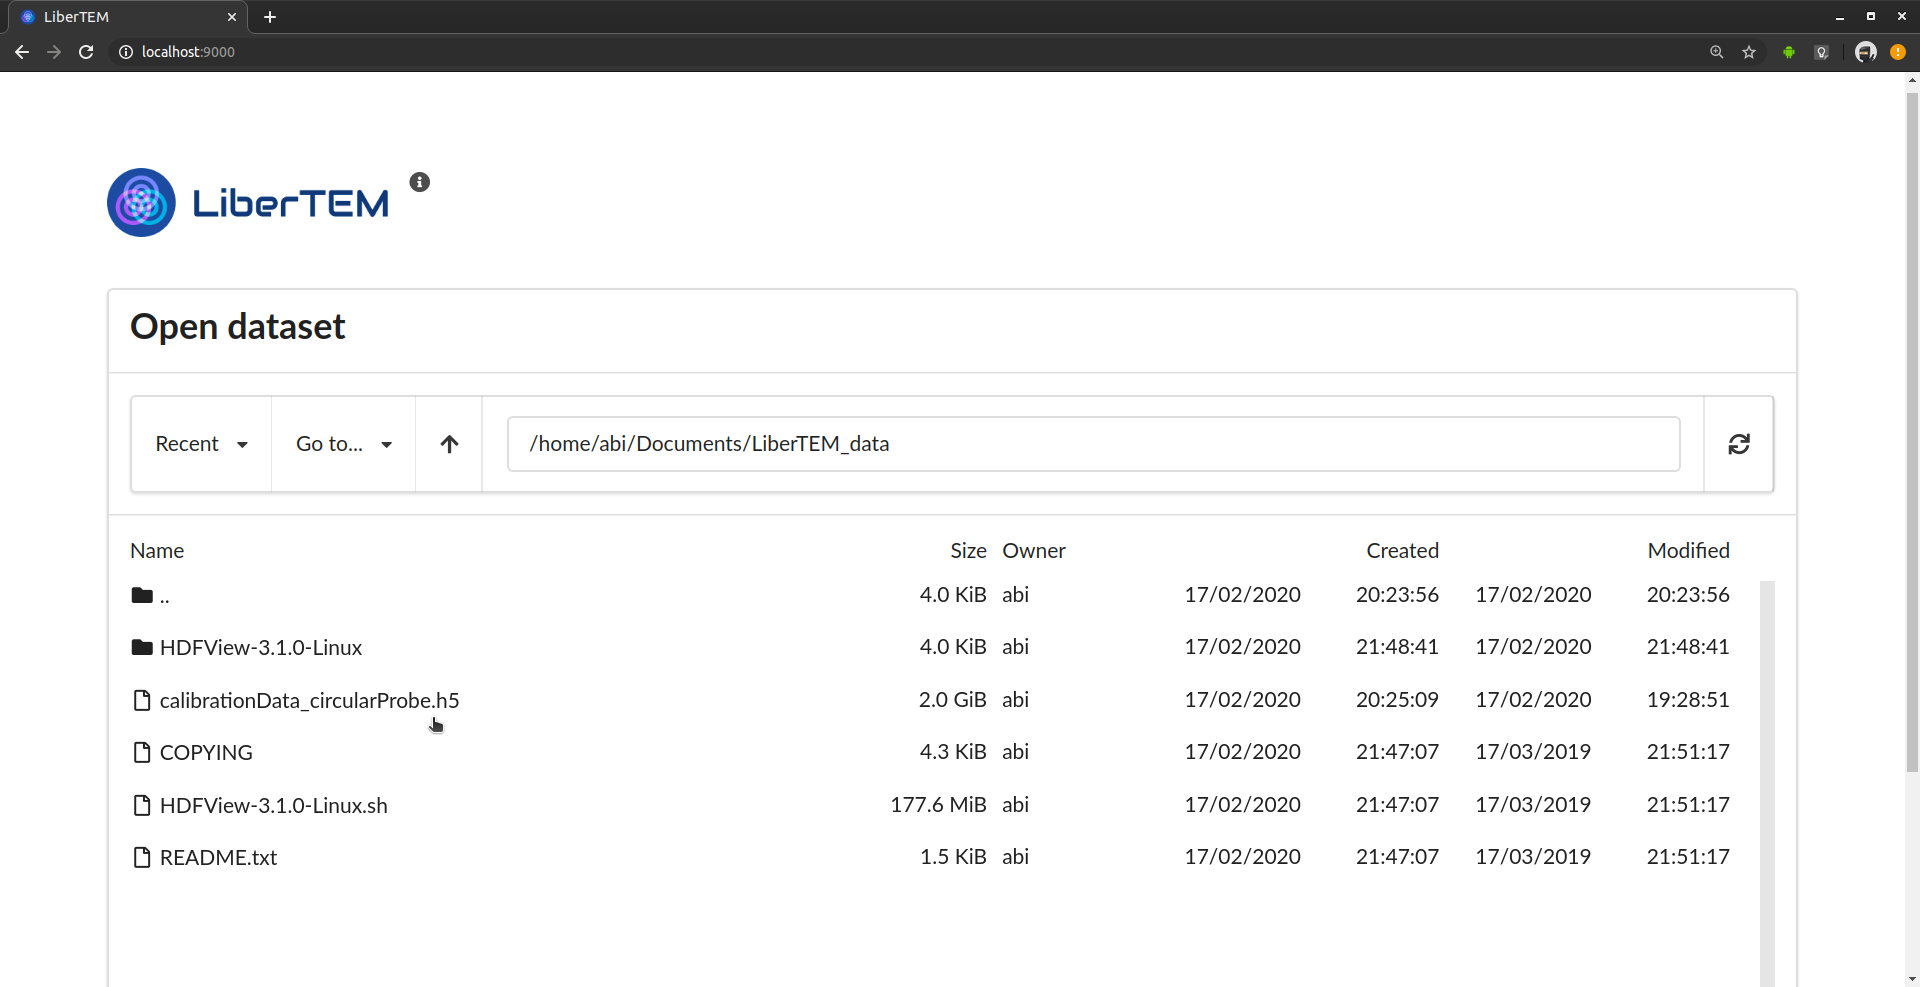 LiberTEM
localhost:9000
LiberTEM
Open dataset
Recent Go to... /home/abi/Documents/LiberTEM_data
Name Size Owner Created Modified
.. 4.0 KiB abi 17/02/2020 20:23:56 17/02/2020 20:23:56
HDFView-3.1.0-Linux 4.0 KiB abi 17/02/2020 21:48:41 17/02/2020 21:48:41
calibrationData_circularProbe.h5 2.0 GiB abi 17/02/2020 20:25:09 17/02/2020 19:28:51
COPYING 4.3 KiB abi 17/02/2020 21:47:07 17/03/2019 21:51:17
HDFView-3.1.0-Linux.sh 177.6 MiB abi 17/02/2020 21:47:07 17/03/2019 21:51:17
README.txt 1.5 KiB abi 17/02/2020 21:47:07 17/03/2019 21:51:17